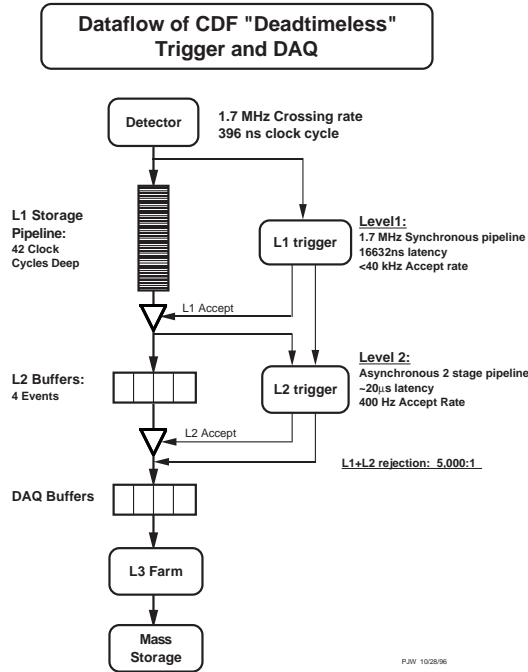 Dataflow of CDF "Deadtimeless"
Trigger and DAQ
Detector
1.7 MHz Crossing rate
396 ns clock cycle
L1 Storage
Pipeline:
42 Clock
Cycles Deep
L1 trigger
Level1:
1.7 MHz Synchronous pipeline
16632ns latency
<40 kHz Accept rate
L1 Accept
L2 Buffers:
4 Events
L2 trigger
Level 2:
Asynchronous 2 stage pipeline
~20μs latency
400 Hz Accept Rate
L2 Accept
L1+L2 rejection: 5,000:1
DAQ Buffers
L3 Farm
Mass
Storage
PJW 10/28/96